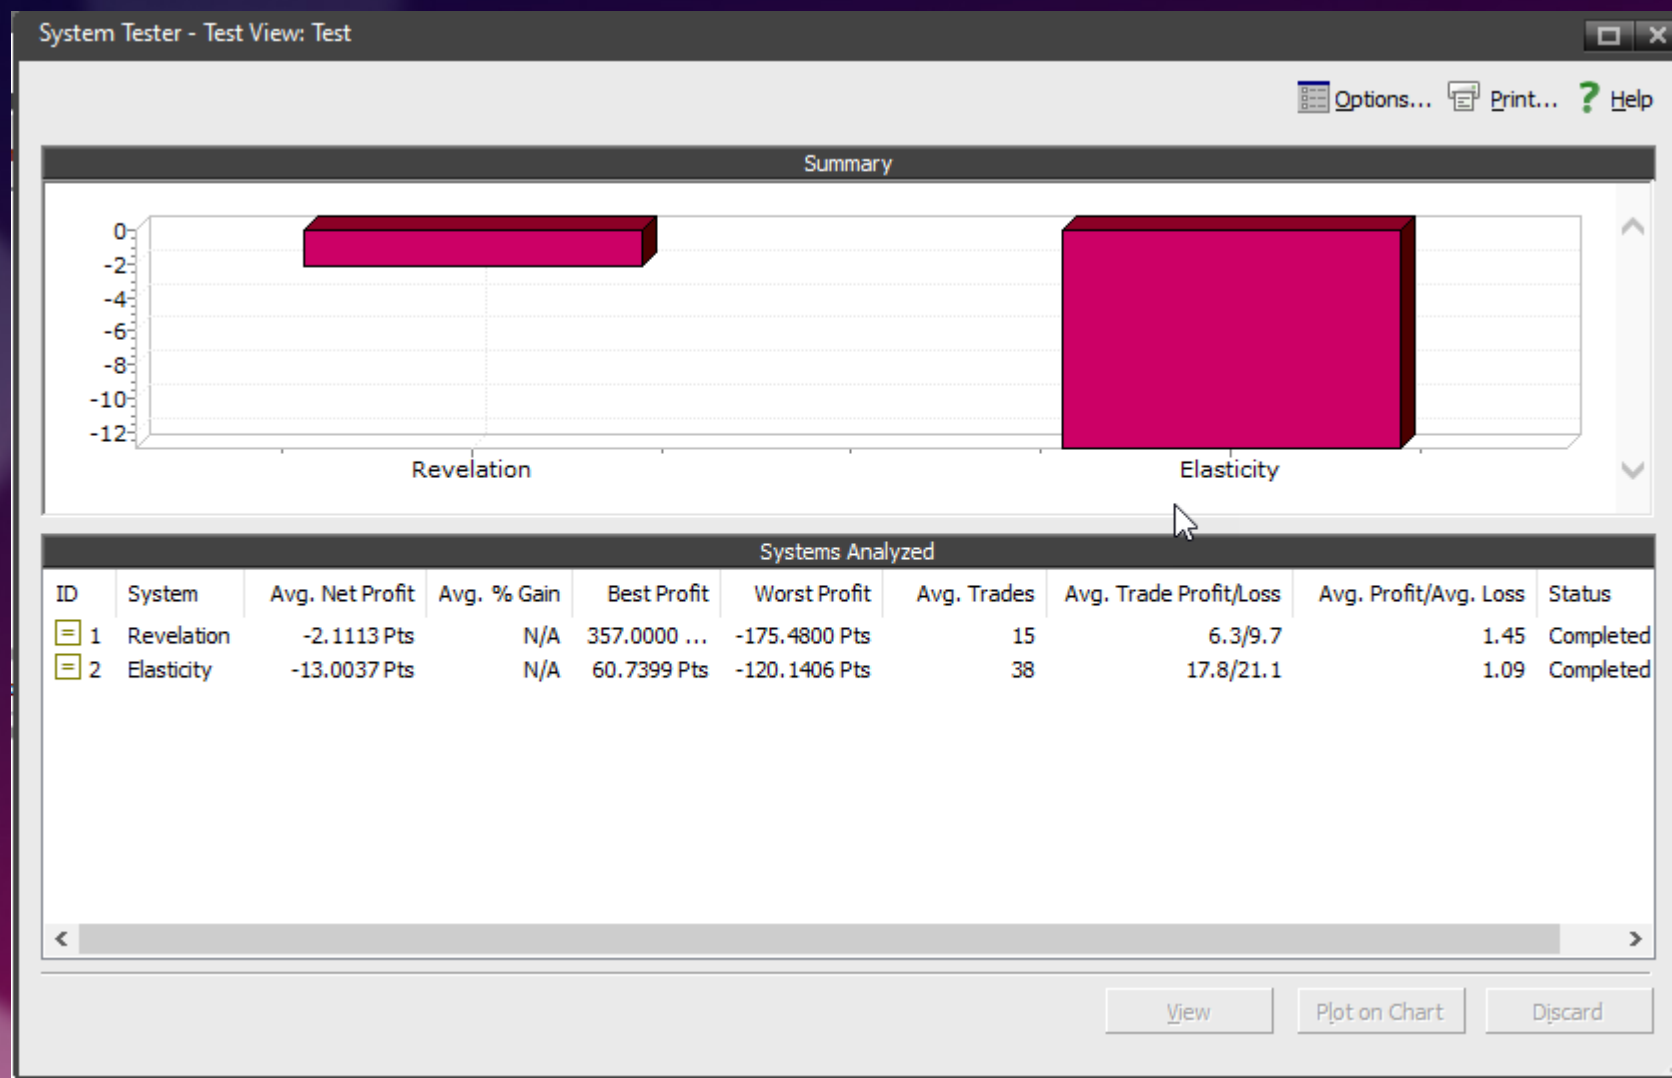 System Tester - Test View: Test
Options... Print... ? Help
Summary
0
-2
-4
-6
-8
-10
-12
Revelation Elasticity
Systems Analyzed
ID System Avg. Net Profit Avg. % Gain Best Profit Worst Profit Avg. Trades Avg. Trade Profit/Loss Avg. Profit/Avg. Loss Status
1 Revelation -2.1113 Pts N/A 357.0000 ... -175.4800 Pts 15 6.3/9.7 1.45 Completed
2 Elasticity -13.0037 Pts N/A 60.7399 Pts -120.1406 Pts 38 17.8/21.1 1.09 Completed
View Plot on Chart Discard